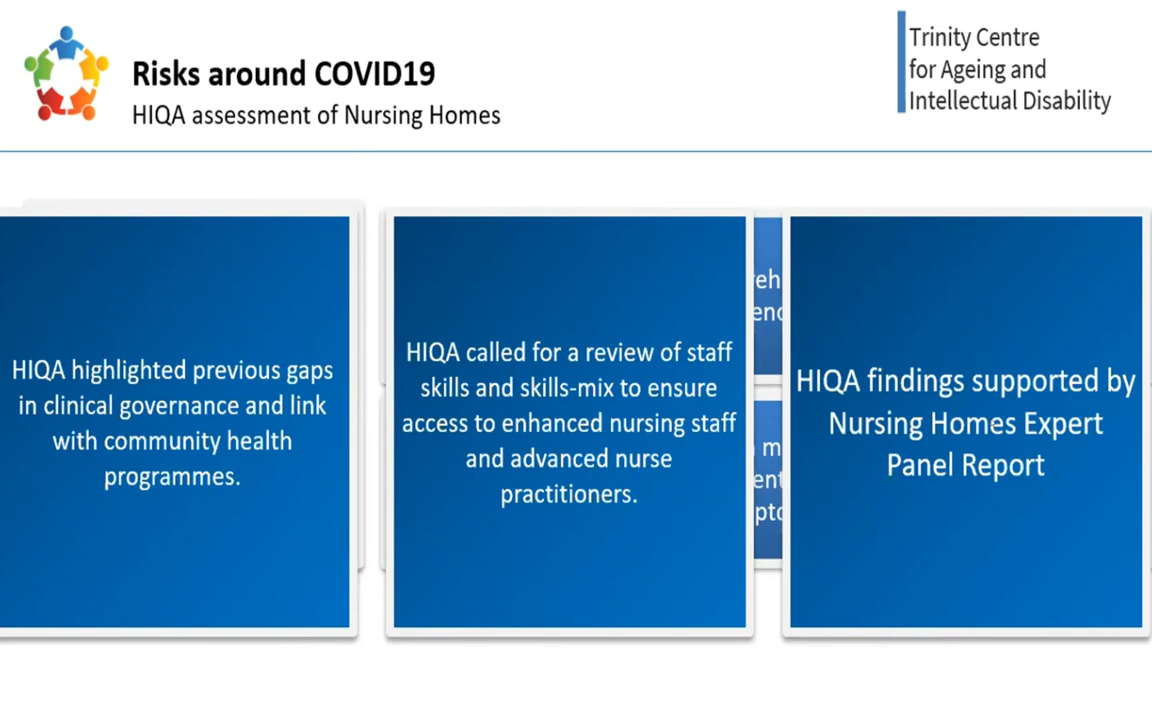 Risks around COVID19
HIQA assessment of Nursing Homes
Trinity Centre
for Ageing and
Intellectual Disability
HIQA highlighted previous gaps
in clinical governance and link
with community health
programmes.
HIQA called for a review of staff
skills and skills-mix to ensure
access to enhanced nursing staff
and advanced nurse
practitioners.
HIQA findings supported by
Nursing Homes Expert
Panel Report